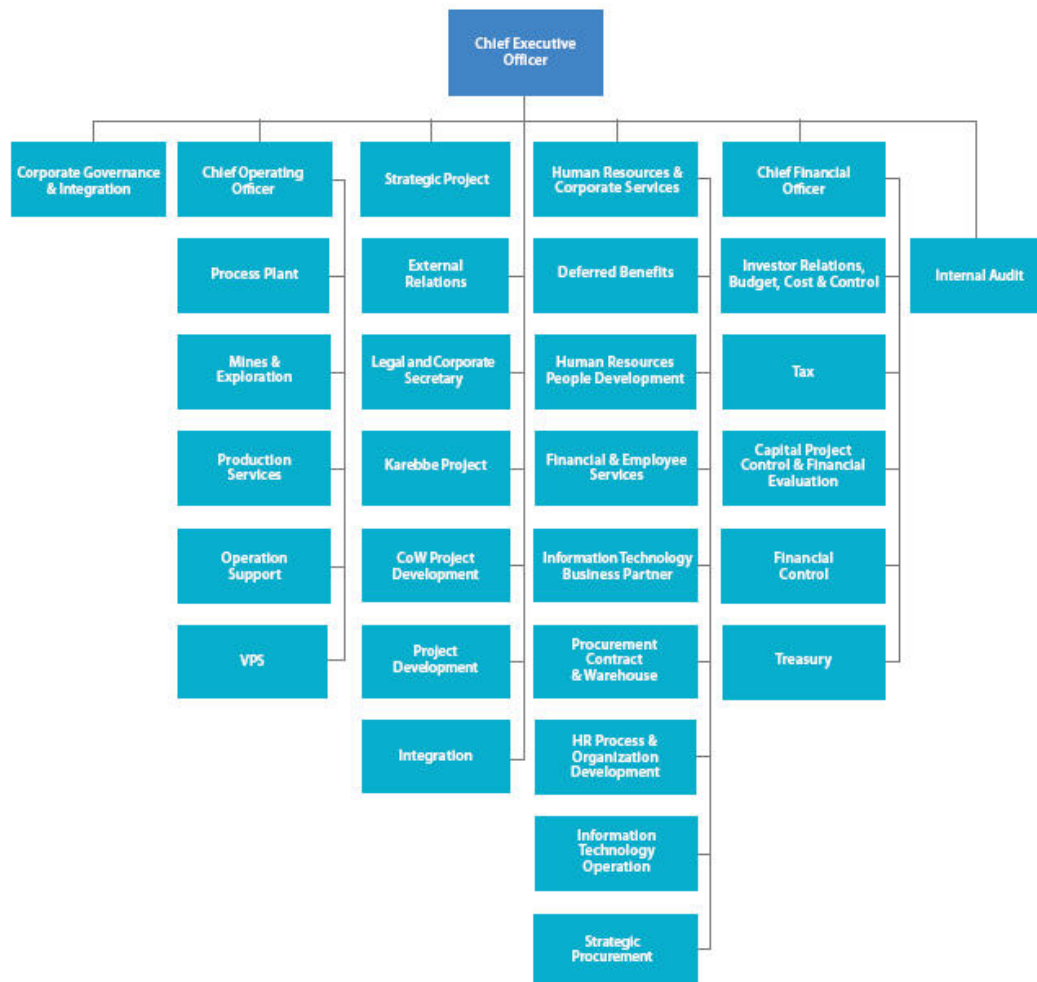 Chief Executive
Officer
Corporate Governance
& Integration
Chief Operating
Officer
Strategic Project
Human Resources &
Corporate Services
Chief Financial
Officer
Process Plant
External
Relations
Deferred Benefits
Investor Relations,
Budget, Cost & Control
Internal Audit
Mines &
Exploration
Legal and Corporate
Secretary
Human Resources
People Development
Tax
Production
Services
Karebbe Project
Financial & Employee
Services
Capital Project
Control & Financial
Evaluation
Operation
Support
CoW Project
Development
Information Technology
Business Partner
Financial
Control
VPS
Project
Development
Procurement
Contract
& Warehouse
Treasury
Integration
HR Process &
Organization
Development
Information
Technology
Operation
Strategic
Procurement